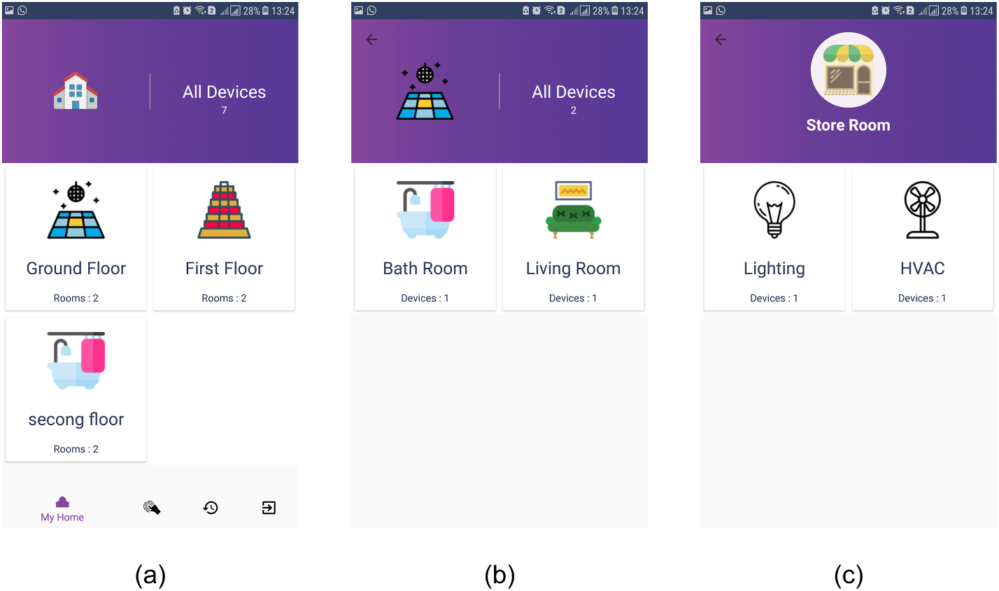 28% 13:24
All Devices
7
Ground Floor
Rooms : 2
First Floor
Rooms : 2
secong floor
Rooms : 2
My Home
(a)
2 28% 13:24
All Devices
2
Bath Room
Devices : 1
Living Room
Devices : 1
(b)
2 28% 13:24
Store Room
Lighting
Devices : 1
HVAC
Devices : 1
(c)